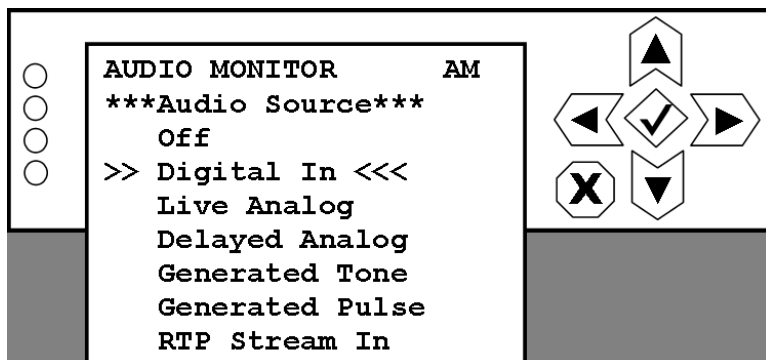 AUDIO MONITOR AM
***Audio Source***
Off
>> Digital In <<<
Live Analog
Delayed Analog
Generated Tone
Generated Pulse
RTP Stream In
X